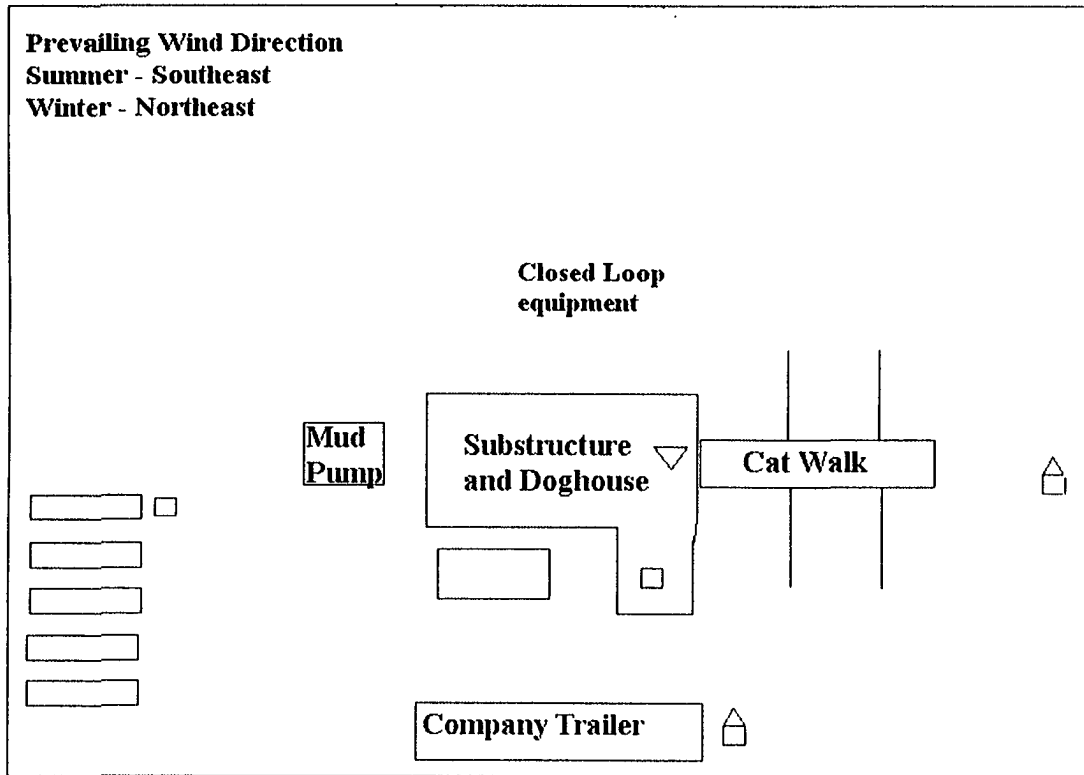 Prevailing Wind Direction
Summer - Southeast
Winter - Northeast
Closed Loop
equipment
Mud
Pump
Substructure
and Doghouse
Cat Walk
Company Trailer